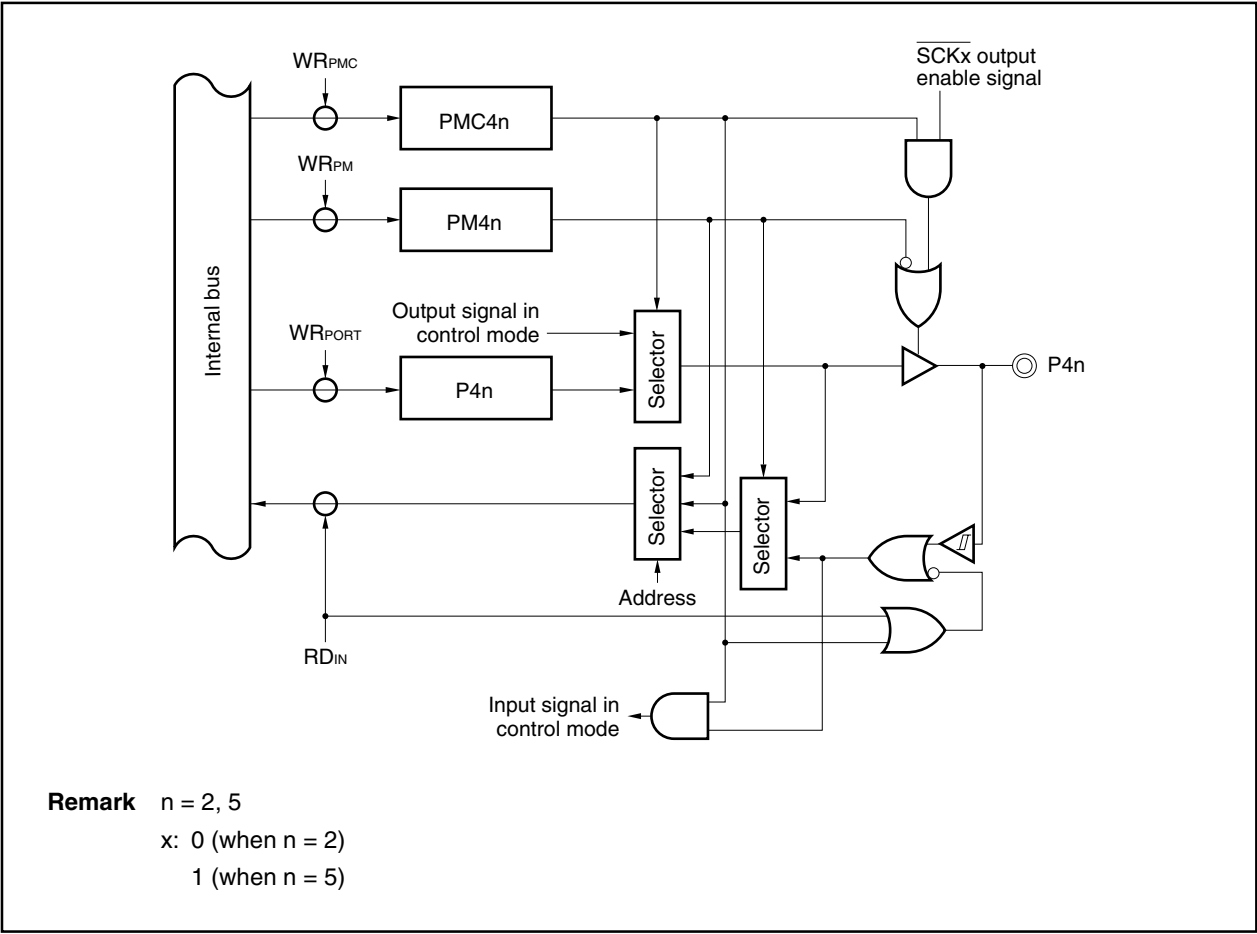 WRPMC
SCKx output
enable signal
PMC4n
WRPM
PM4n
Internal bus
Output signal in
control mode
WRPORT
Selector
P4n
P4n
Selector
Selector
Address
RDIN
Input signal in
control mode
Remark n = 2, 5
x: 0 (when n = 2)
1 (when n = 5)